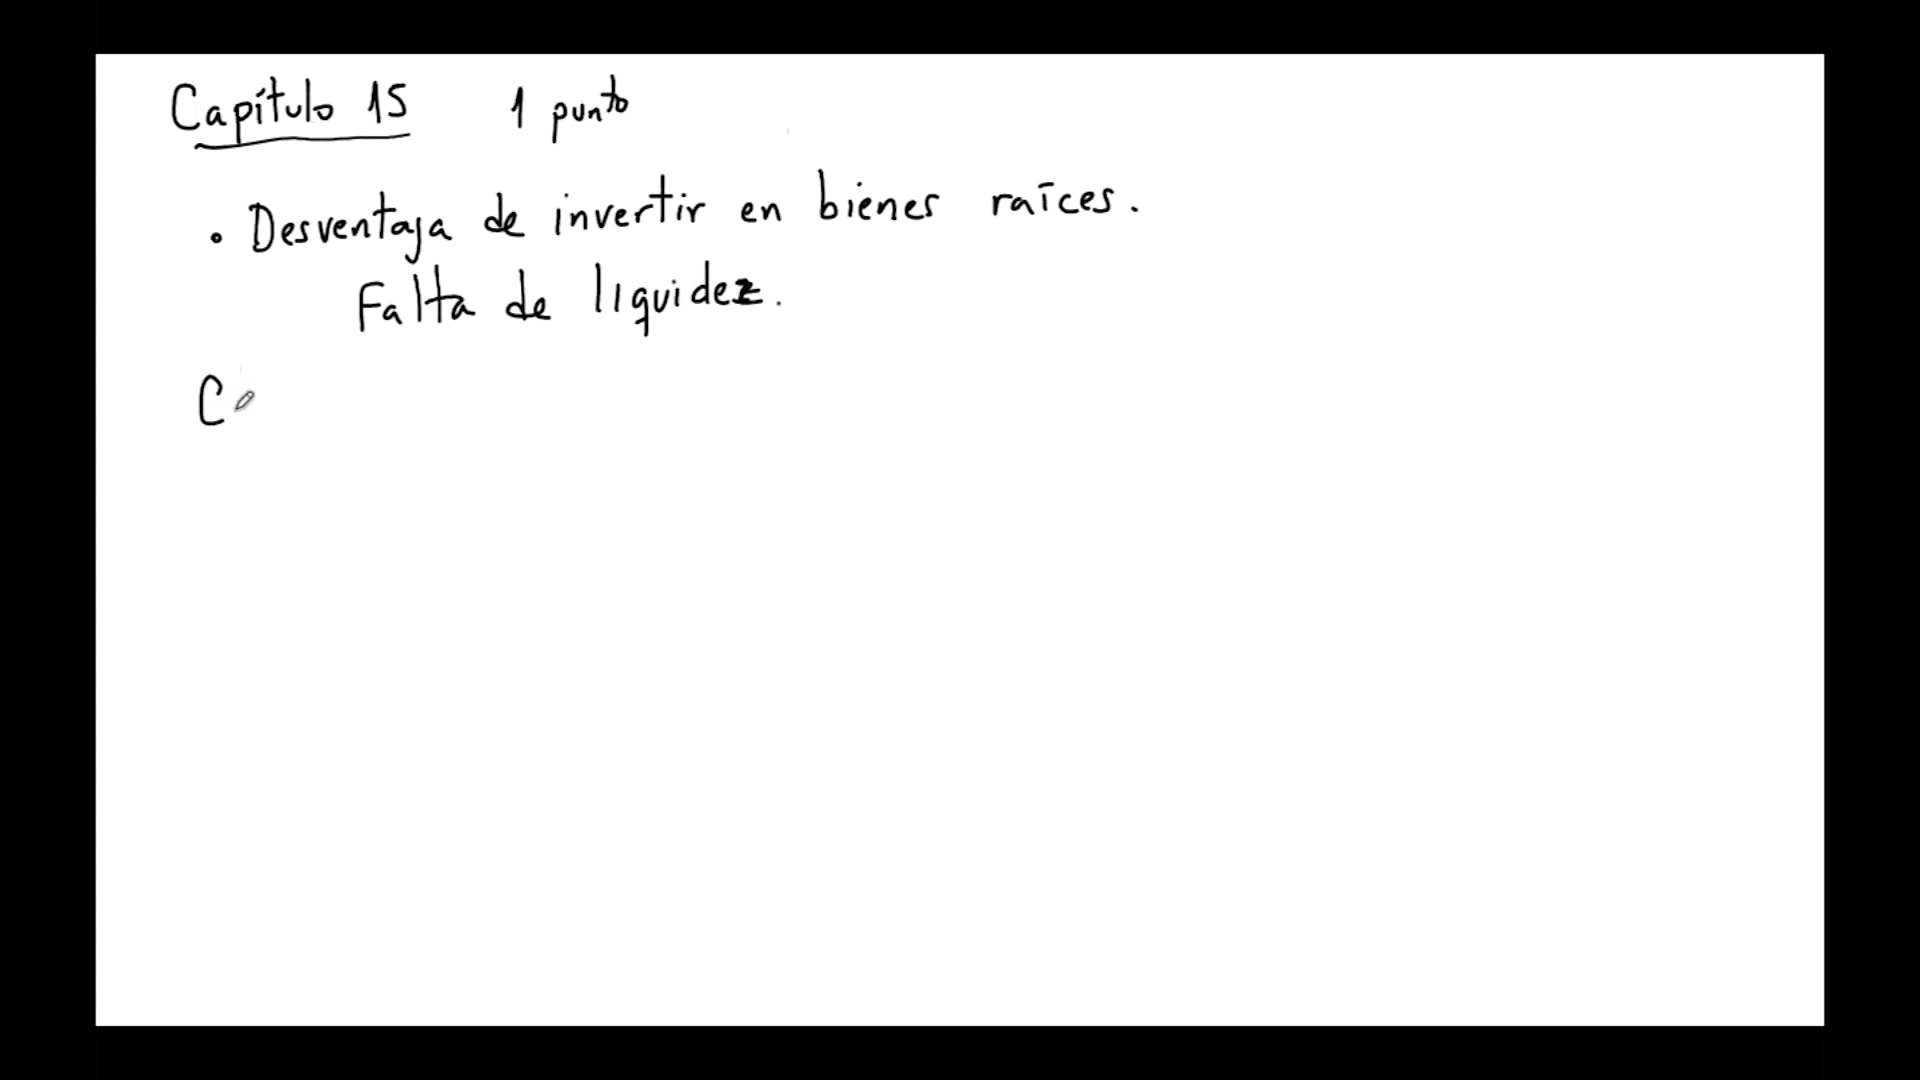 Capítulo 15 1 punto
• Desventaja de invertir en bienes raíces.
Falta de liquidez.
C